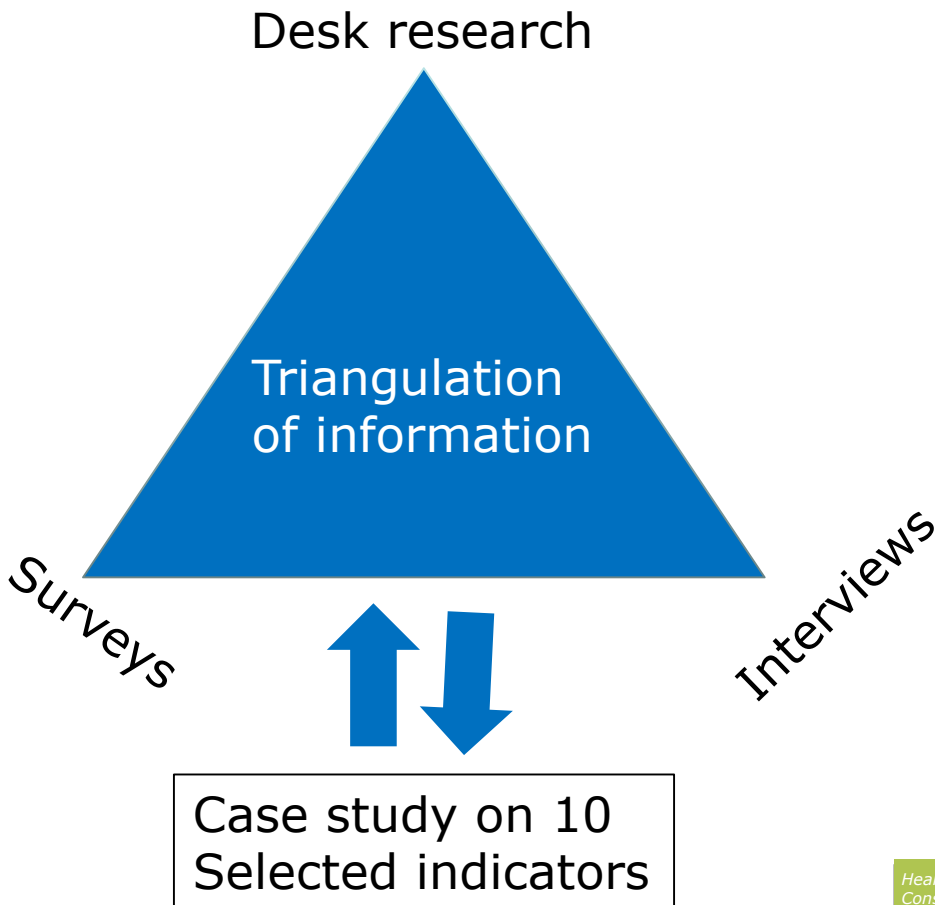 Desk research
Triangulation
of information
Surveys
Interviews
Case study on 10
Selected indicators